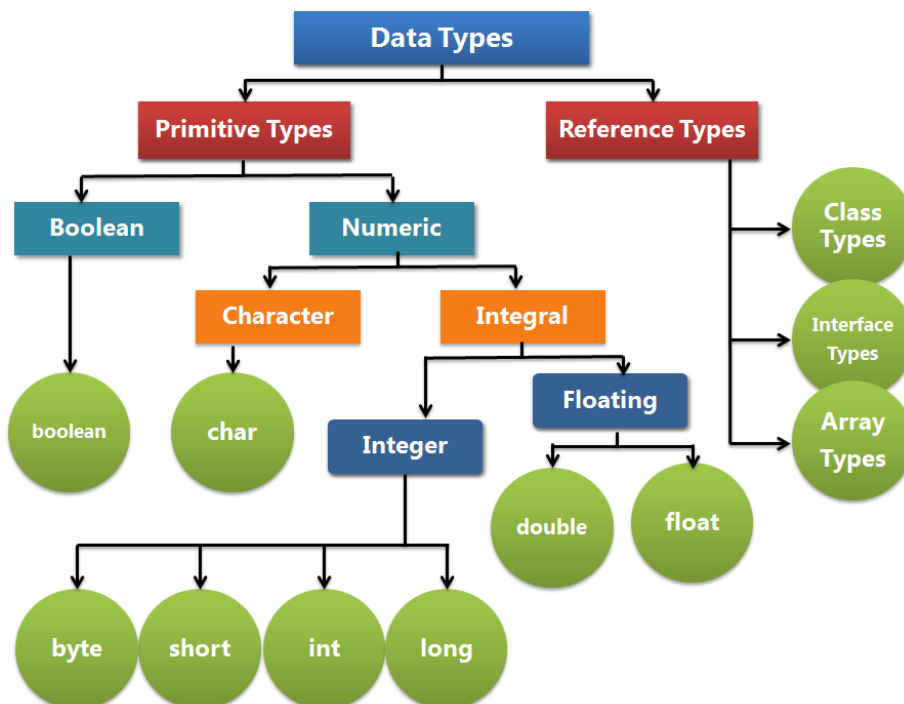 Data Types
Primitive Types
Reference Types
Boolean
Numeric
Class
Types
Character
Integral
Interface
Types
boolean
char
Floating
Integer
Array
Types
double
float
byte
short
int
long